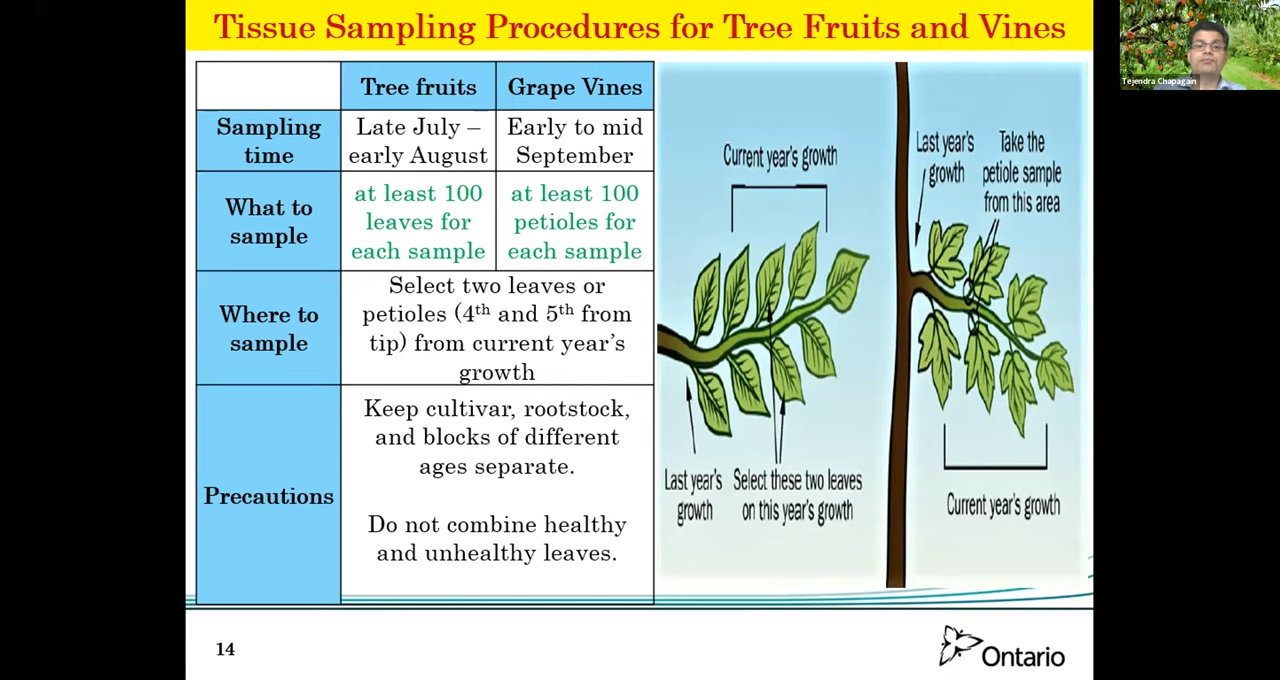 Tissue Sampling Procedures for Tree Fruits and Vines
Tejendra Chapagain
Tree fruits
Grape Vines
Sampling
time
Late July –
early August
Early to mid
September
What to
sample
at least 100
leaves for
each sample
at least 100
petioles for
each sample
Where to
sample
Select two leaves or
petioles (4th and 5th from
tip) from current year's
growth
Precautions
Keep cultivar, rootstock,
and blocks of different
ages separate.
Do not combine healthy
and unhealthy leaves.
Current year's growth
Last year's
growth
Select these two leaves
on this year's growth
Last year's
growth
Take the
petiole sample
from this area
Current year's growth
14
Ontario